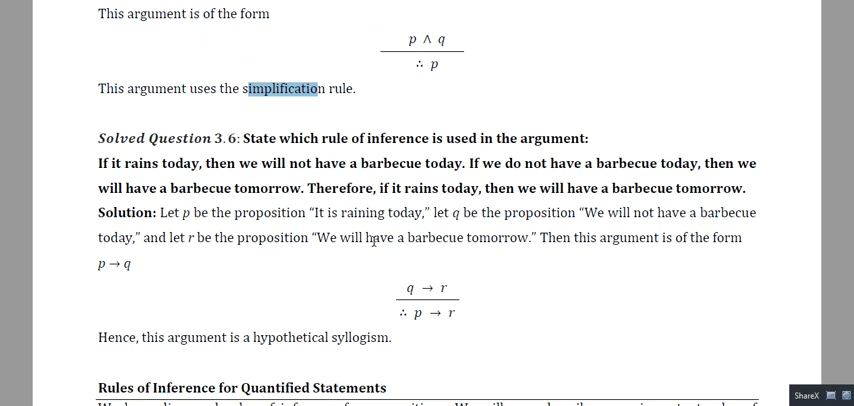 This argument is of the form
p ∧ q
∴ p
This argument uses the simplification rule.
Solved Question 3.6: State which rule of inference is used in the argument:
If it rains today, then we will not have a barbecue today. If we do not have a barbecue today, then we
will have a barbecue tomorrow. Therefore, if it rains today, then we will have a barbecue tomorrow.
Solution: Let p be the proposition “It is raining today,” let q be the proposition “We will not have a barbecue
today,” and let r be the proposition “We will have a barbecue tomorrow.” Then this argument is of the form
p → q
q → r
∴ p → r
Hence, this argument is a hypothetical syllogism.
Rules of Inference for Quantified Statements
ShareX